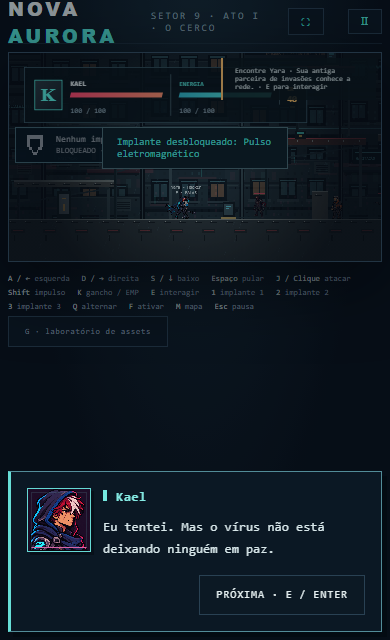 NOVA
AURORA
SETOR 9 · ATO I
· O CERCO
K
KAEL
100 / 100
ENERGIA
100 / 100
Encontre Yara · Sua antiga
parceira de invasões conhece a
rede. · E para interagir
Nenhum imp
BLOQUEADO
Implante desbloqueado: Pulso
eletromagnético
A / ← esquerda D / → direita S / ↓ baixo Espaço pular J / Clique atacar
Shift impulso K gancho / EMP E interagir 1 implante 1 2 implante 2
3 implante 3 Q alternar F ativar M mapa Esc pausa
G · laboratório de assets
Kael
Eu tentei. Mas o vírus não está
deixando ninguém em paz.
PRÓXIMA · E / ENTER